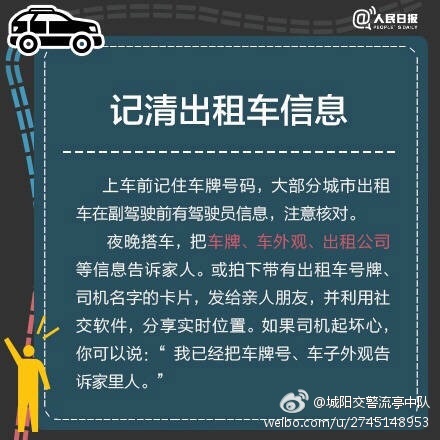 @人民日报
PEOPLE'S DAILY
记清出租车信息
上车前记住车牌号码，大部分城市出租
车在副驾驶前有驾驶员信息，注意核对。
夜晚搭车，把车牌、车外观、出租公司
等信息告诉家人。或拍下带有出租车号牌、
司机名字的卡片，发给亲人朋友，并利用社
交软件，分享实时位置。如果司机起坏心，
你可以说：“我已经把车牌号、车子外观告
诉家里人。”
@城阳交警流亭中队
weibo.com/u/2745148953